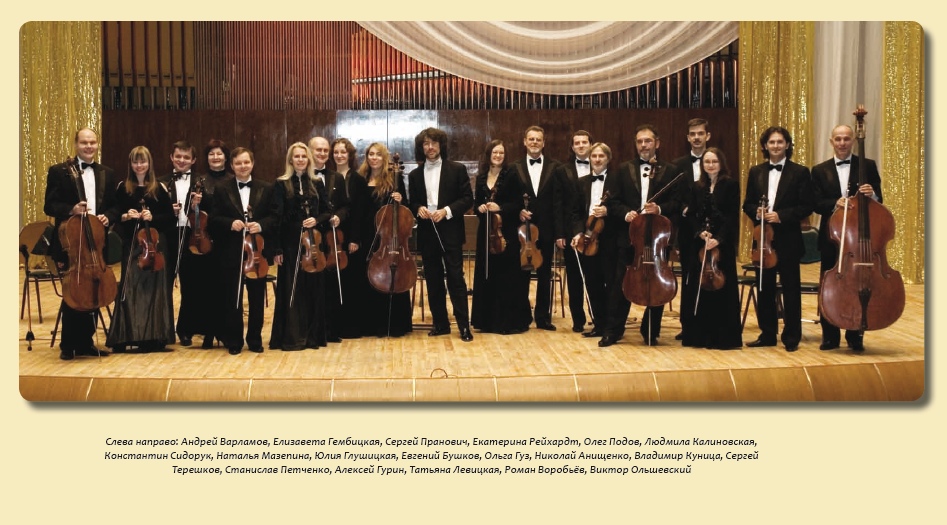 Слева направо: Андрей Варламов, Елизавета Гембицкая, Сергей Пранович, Екатерина Рейхардт, Олег Подов, Людмила Калиновская,
Константин Сидорук, Наталья Мазепина, Юлия Глушицкая, Евгений Бушков, Ольга Гуз, Николай Анищенко, Владимир Куница, Сергей
Терешков, Станислав Петченко, Алексей Гурин, Татьяна Левицкая, Роман Воробьёв, Виктор Ольшевский